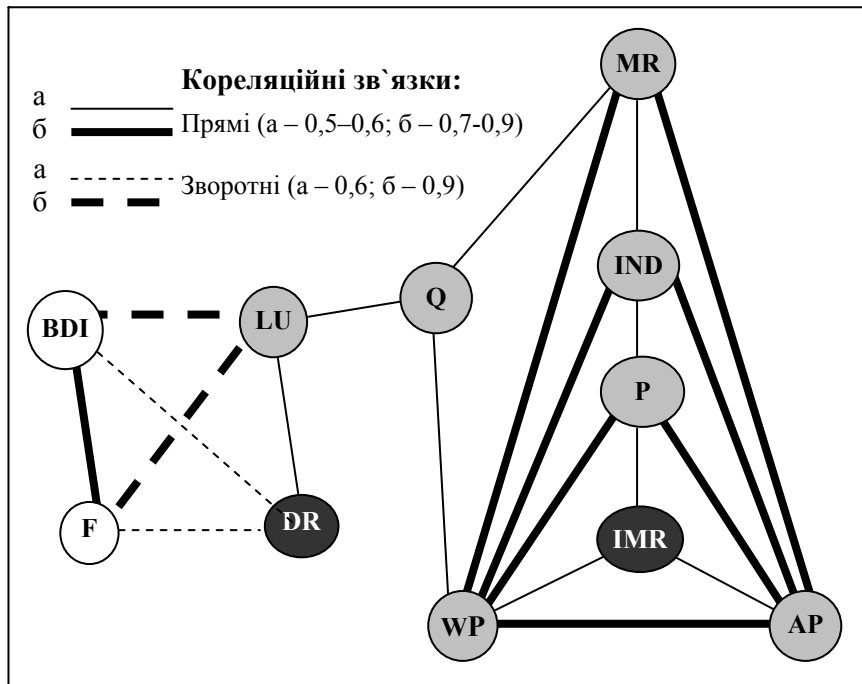 Кореляційні зв`язки:
а
б
Прямі (а – 0,5–0,6; б – 0,7-0,9)
а
б
Зворотні (а – 0,6; б – 0,9)
MR
IND
Q
BDI
LU
P
F
DR
IMR
WP
AP